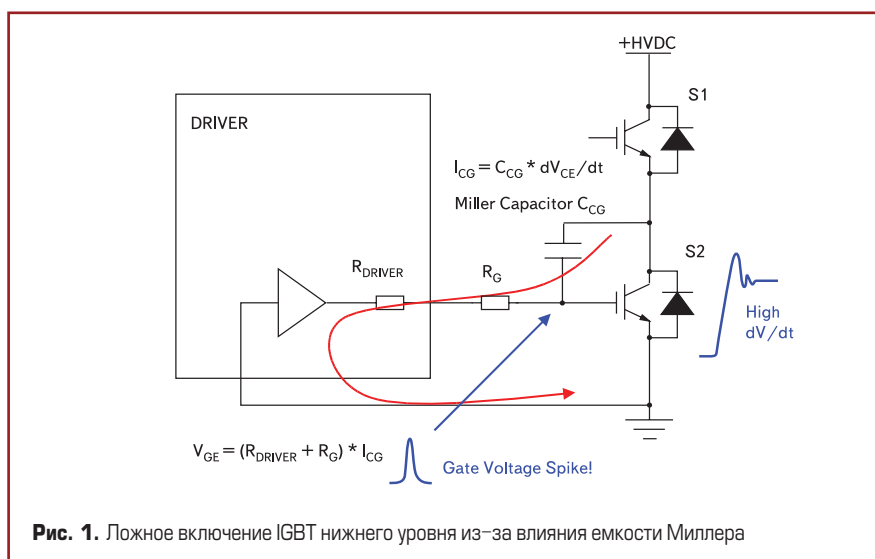 +HVDC
S1
DRIVER
I_CG = C_CG * dV_CE/dt
Miller Capacitor C_CG
S2
R_DRIVER
R_G
High
dV/dt
V_GE = (R_DRIVER + R_G) * I_CG
Gate Voltage Spike!
Рис. 1. Ложное включение IGBT нижнего уровня из-за влияния емкости Миллера